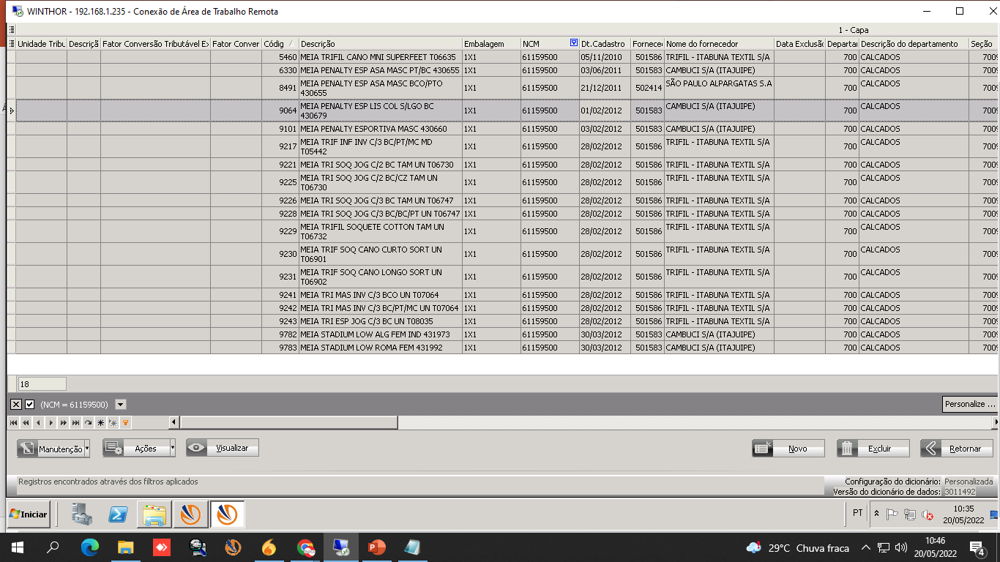 WINTHOR - 192.168.1.235 - Conexão de Área de Trabalho Remota
1 - Capa
Unidade Tribu Descriçã Fator Conversão Tributável Ex Fator Conver Códig Descrição Embalagem NCM Dt.Cadastro Fornece Nome do fornecedor Data Exclusão Departar Descrição do departamento Seção
5460 MEIA TRIFIL CANO MNI SUPERFEET T06635 1X1 61159500 05/11/2010 501586 TRIFIL - ITABUNA TEXTIL S/A 700 CALCADOS 7009
6330 MEIA PENALTY ESP ASA MASC PT/BC 430655 1X1 61159500 03/06/2011 501583 CAMBUCI S/A (ITAJUIPE) 700 CALCADOS 7009
8491 MEIA PENALTY ESP ASA MASC BCO/PTO 1X1 61159500 21/12/2011 502414 SÃO PAULO ALPARGATAS S.A 700 CALCADOS 7009
430655
9064 MEIA PENALTY ESP LIS COL S/LGO BC 1X1 61159500 01/02/2012 501583 CAMBUCI S/A (ITAJUIPE) 700 CALCADOS 7009
430679
9101 MEIA PENALTY ESPORTIVA MASC 430660 1X1 61159500 03/02/2012 501583 CAMBUCI S/A (ITAJUIPE) 700 CALCADOS 7009
9217 MEIA TRIF INF INV C/3 BC/PT/MC MD 1X1 61159500 28/02/2012 501586 TRIFIL - ITABUNA TEXTIL S/A 700 CALCADOS 7009
T05442
9221 MEIA TRI SOQ JOG C/2 BC TAM UN T06730 1X1 61159500 28/02/2012 501586 TRIFIL - ITABUNA TEXTIL S/A 700 CALCADOS 7009
9225 MEIA TRI SOQ JOG C/2 BC/CZ TAM UN 1X1 61159500 28/02/2012 501586 TRIFIL - ITABUNA TEXTIL S/A 700 CALCADOS 7009
T06730
9226 MEIA TRI SOQ JOG C/3 BC TAM UN T06747 1X1 61159500 28/02/2012 501586 TRIFIL - ITABUNA TEXTIL S/A 700 CALCADOS 7009
9228 MEIA TRI SOQ JOG C/3 BC/BC/PT UN T06747 1X1 61159500 28/02/2012 501586 TRIFIL - ITABUNA TEXTIL S/A 700 CALCADOS 7009
9229 MEIA TRIFIL SOQUETE COTTON TAM UN 1X1 61159500 28/02/2012 501586 TRIFIL - ITABUNA TEXTIL S/A 700 CALCADOS 7009
T06732
9230 MEIA TRIF SOQ CANO CURTO SORT UN 1X1 61159500 28/02/2012 501586 TRIFIL - ITABUNA TEXTIL S/A 700 CALCADOS 7009
T06901
9231 MEIA TRIF SOQ CANO LONGO SORT UN 1X1 61159500 28/02/2012 501586 TRIFIL - ITABUNA TEXTIL S/A 700 CALCADOS 7009
T06902
9241 MEIA TRI MAS INV C/3 BCO UN T07064 1X1 61159500 28/02/2012 501586 TRIFIL - ITABUNA TEXTIL S/A 700 CALCADOS 7009
9242 MEIA TRI MAS INV C/3 BC/PT/MC UN T07064 1X1 61159500 28/02/2012 501586 TRIFIL - ITABUNA TEXTIL S/A 700 CALCADOS 7009
9243 MEIA TRI ESP JOG C/3 BC UN T08035 1X1 61159500 28/02/2012 501586 TRIFIL - ITABUNA TEXTIL S/A 700 CALCADOS 7009
9782 MEIA STADIUM LOW ALG FEM IND 431973 1X1 61159500 30/03/2012 501583 CAMBUCI S/A (ITAJUIPE) 700 CALCADOS 7009
9783 MEIA STADIUM LOW ROMA FEM 431992 1X1 61159500 30/03/2012 501583 CAMBUCI S/A (ITAJUIPE) 700 CALCADOS 7009
18
(NCM = 61159500) Personalize ...
Manutenção Ações Visualizar Novo Excluir Retornar
Registros encontrados através dos filtros aplicados
Configuração do dicionário: Personalizada
Versão do dicionário de dados: 3011492
Iniciar PT 10:35
20/05/2022
29°C Chuva fraca 10:46
20/05/2022 4